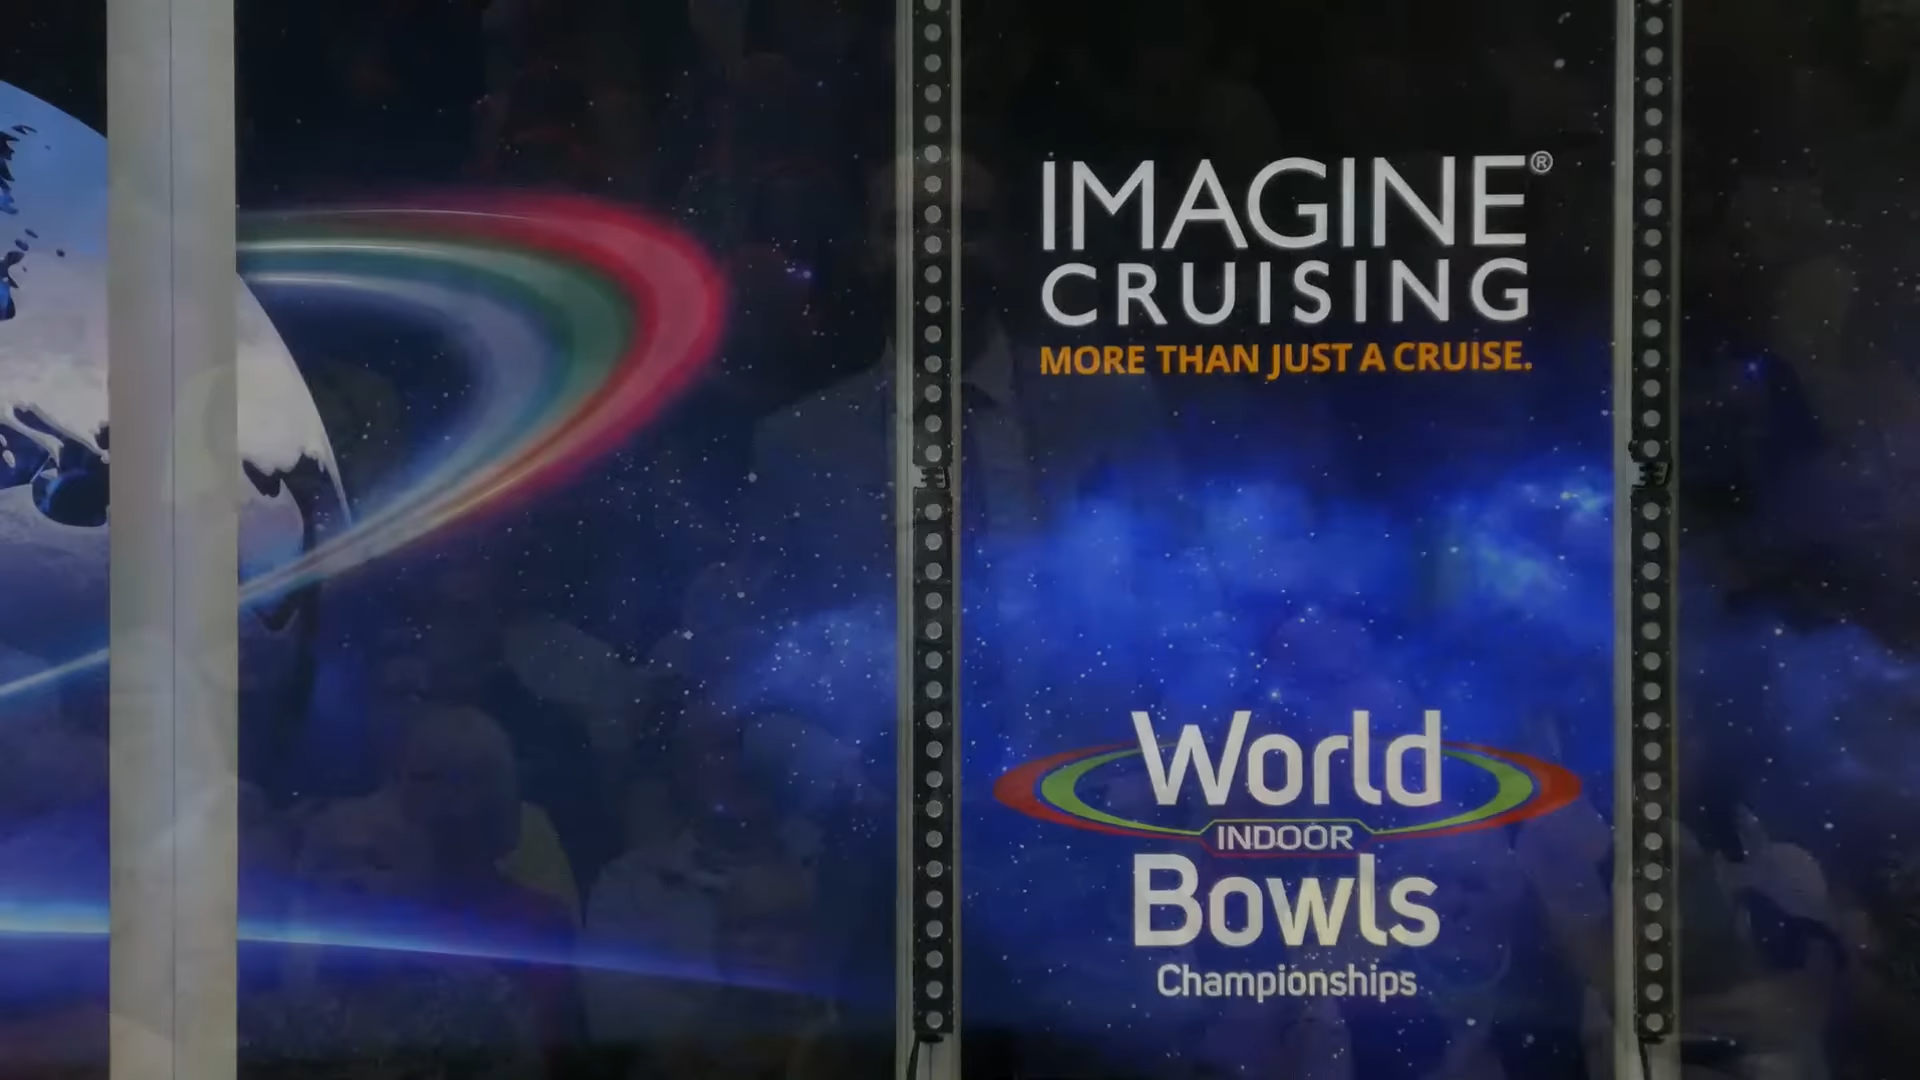 IMAGINE®
CRUISING
MORE THAN JUST A CRUISE.
World
INDOOR
Bowls
Championships